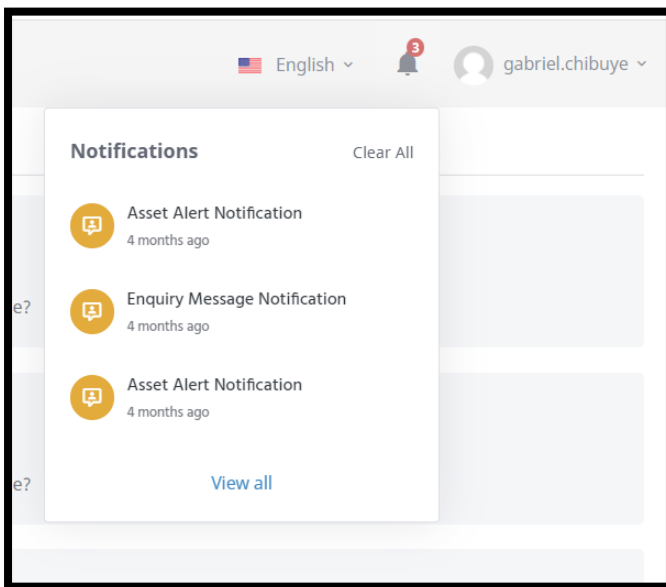 English
3
gabriel.chibuye
Notifications
Clear All
Asset Alert Notification
4 months ago
Enquiry Message Notification
4 months ago
Asset Alert Notification
4 months ago
View all
e?
e?